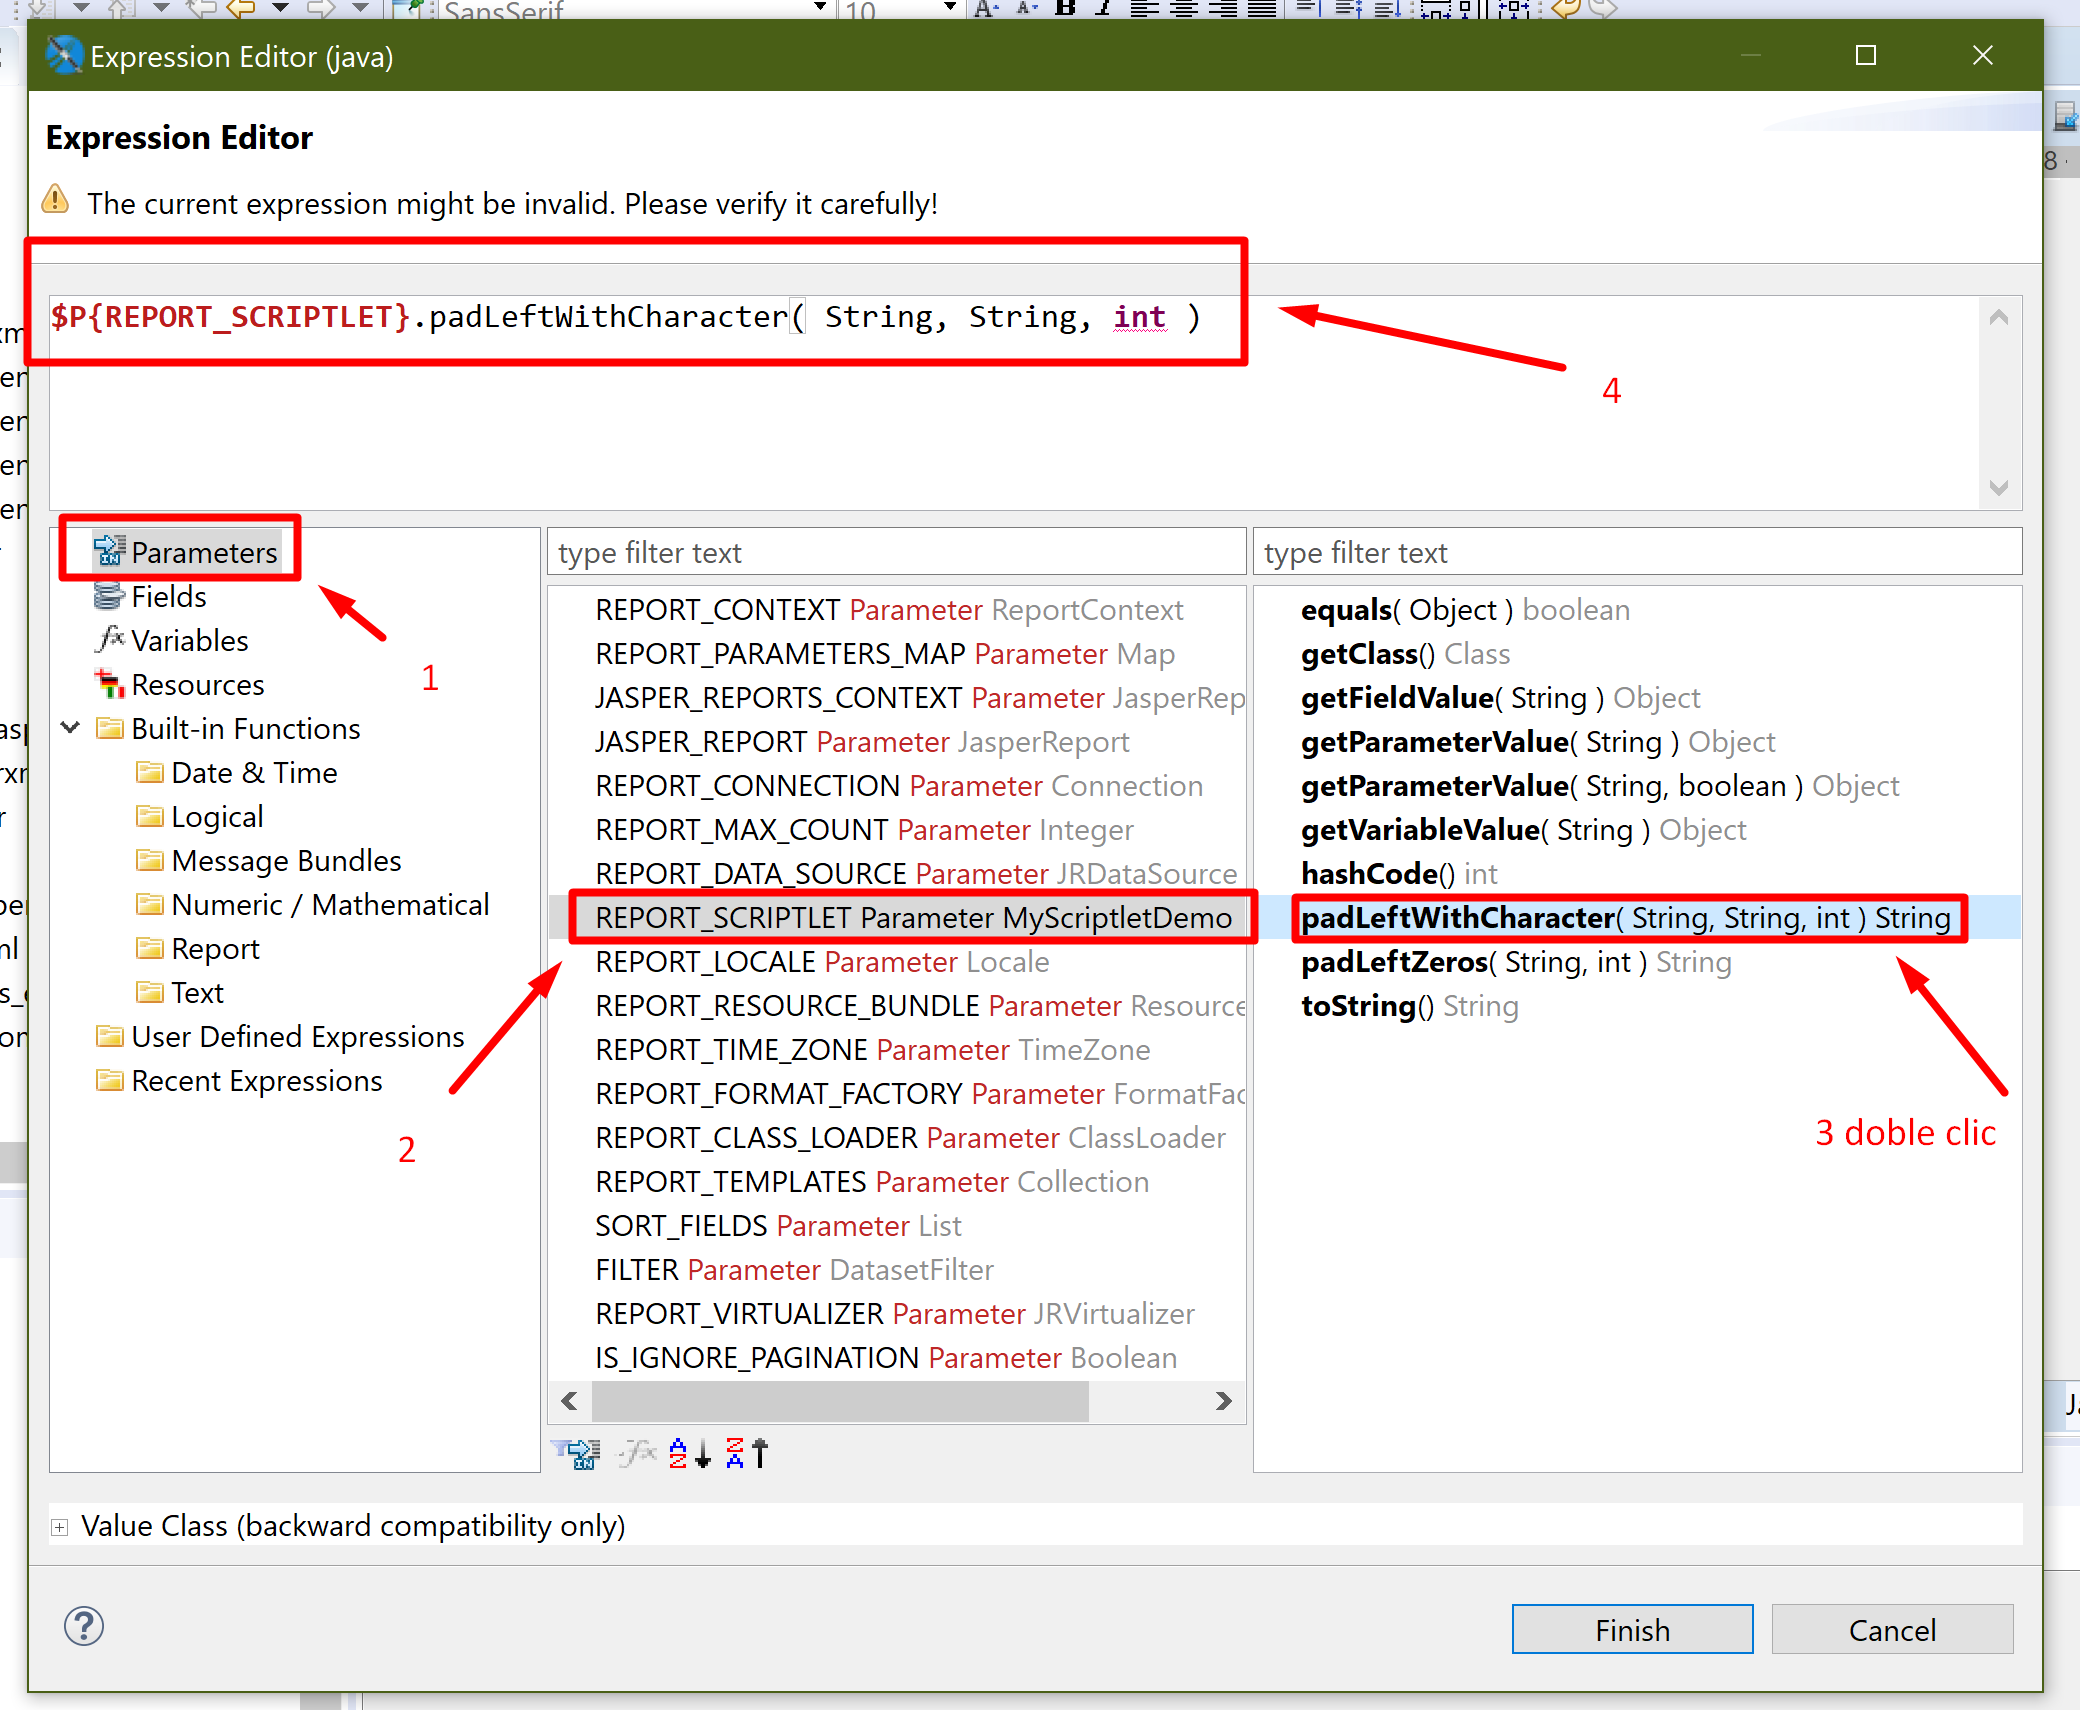 SansSerif
10
Expression Editor (java)
Expression Editor
The current expression might be invalid. Please verify it carefully!
$P{REPORT_SCRIPTLET}.padLeftWithCharacter( String, String, int )
4
Parameters
Fields
Variables
Resources
Built-in Functions
Date & Time
Logical
Message Bundles
Numeric / Mathematical
Report
Text
User Defined Expressions
Recent Expressions
1
2
type filter text
REPORT_CONTEXT Parameter ReportContext
REPORT_PARAMETERS_MAP Parameter Map
JASPER_REPORTS_CONTEXT Parameter JasperRep
JASPER_REPORT Parameter JasperReport
REPORT_CONNECTION Parameter Connection
REPORT_MAX_COUNT Parameter Integer
REPORT_DATA_SOURCE Parameter JRDataSource
REPORT_SCRIPTLET Parameter MyScriptletDemo
REPORT_LOCALE Parameter Locale
REPORT_RESOURCE_BUNDLE Parameter Resource
REPORT_TIME_ZONE Parameter TimeZone
REPORT_FORMAT_FACTORY Parameter FormatFac
REPORT_CLASS_LOADER Parameter ClassLoader
REPORT_TEMPLATES Parameter Collection
SORT_FIELDS Parameter List
FILTER Parameter DatasetFilter
REPORT_VIRTUALIZER Parameter JRVirtualizer
IS_IGNORE_PAGINATION Parameter Boolean
type filter text
equals( Object ) boolean
getClass() Class
getFieldValue( String ) Object
getParameterValue( String ) Object
getParameterValue( String, boolean ) Object
getVariableValue( String ) Object
hashCode() int
padLeftWithCharacter( String, String, int ) String
padLeftZeros( String, int ) String
toString() String
3 doble clic
Value Class (backward compatibility only)
Finish
Cancel